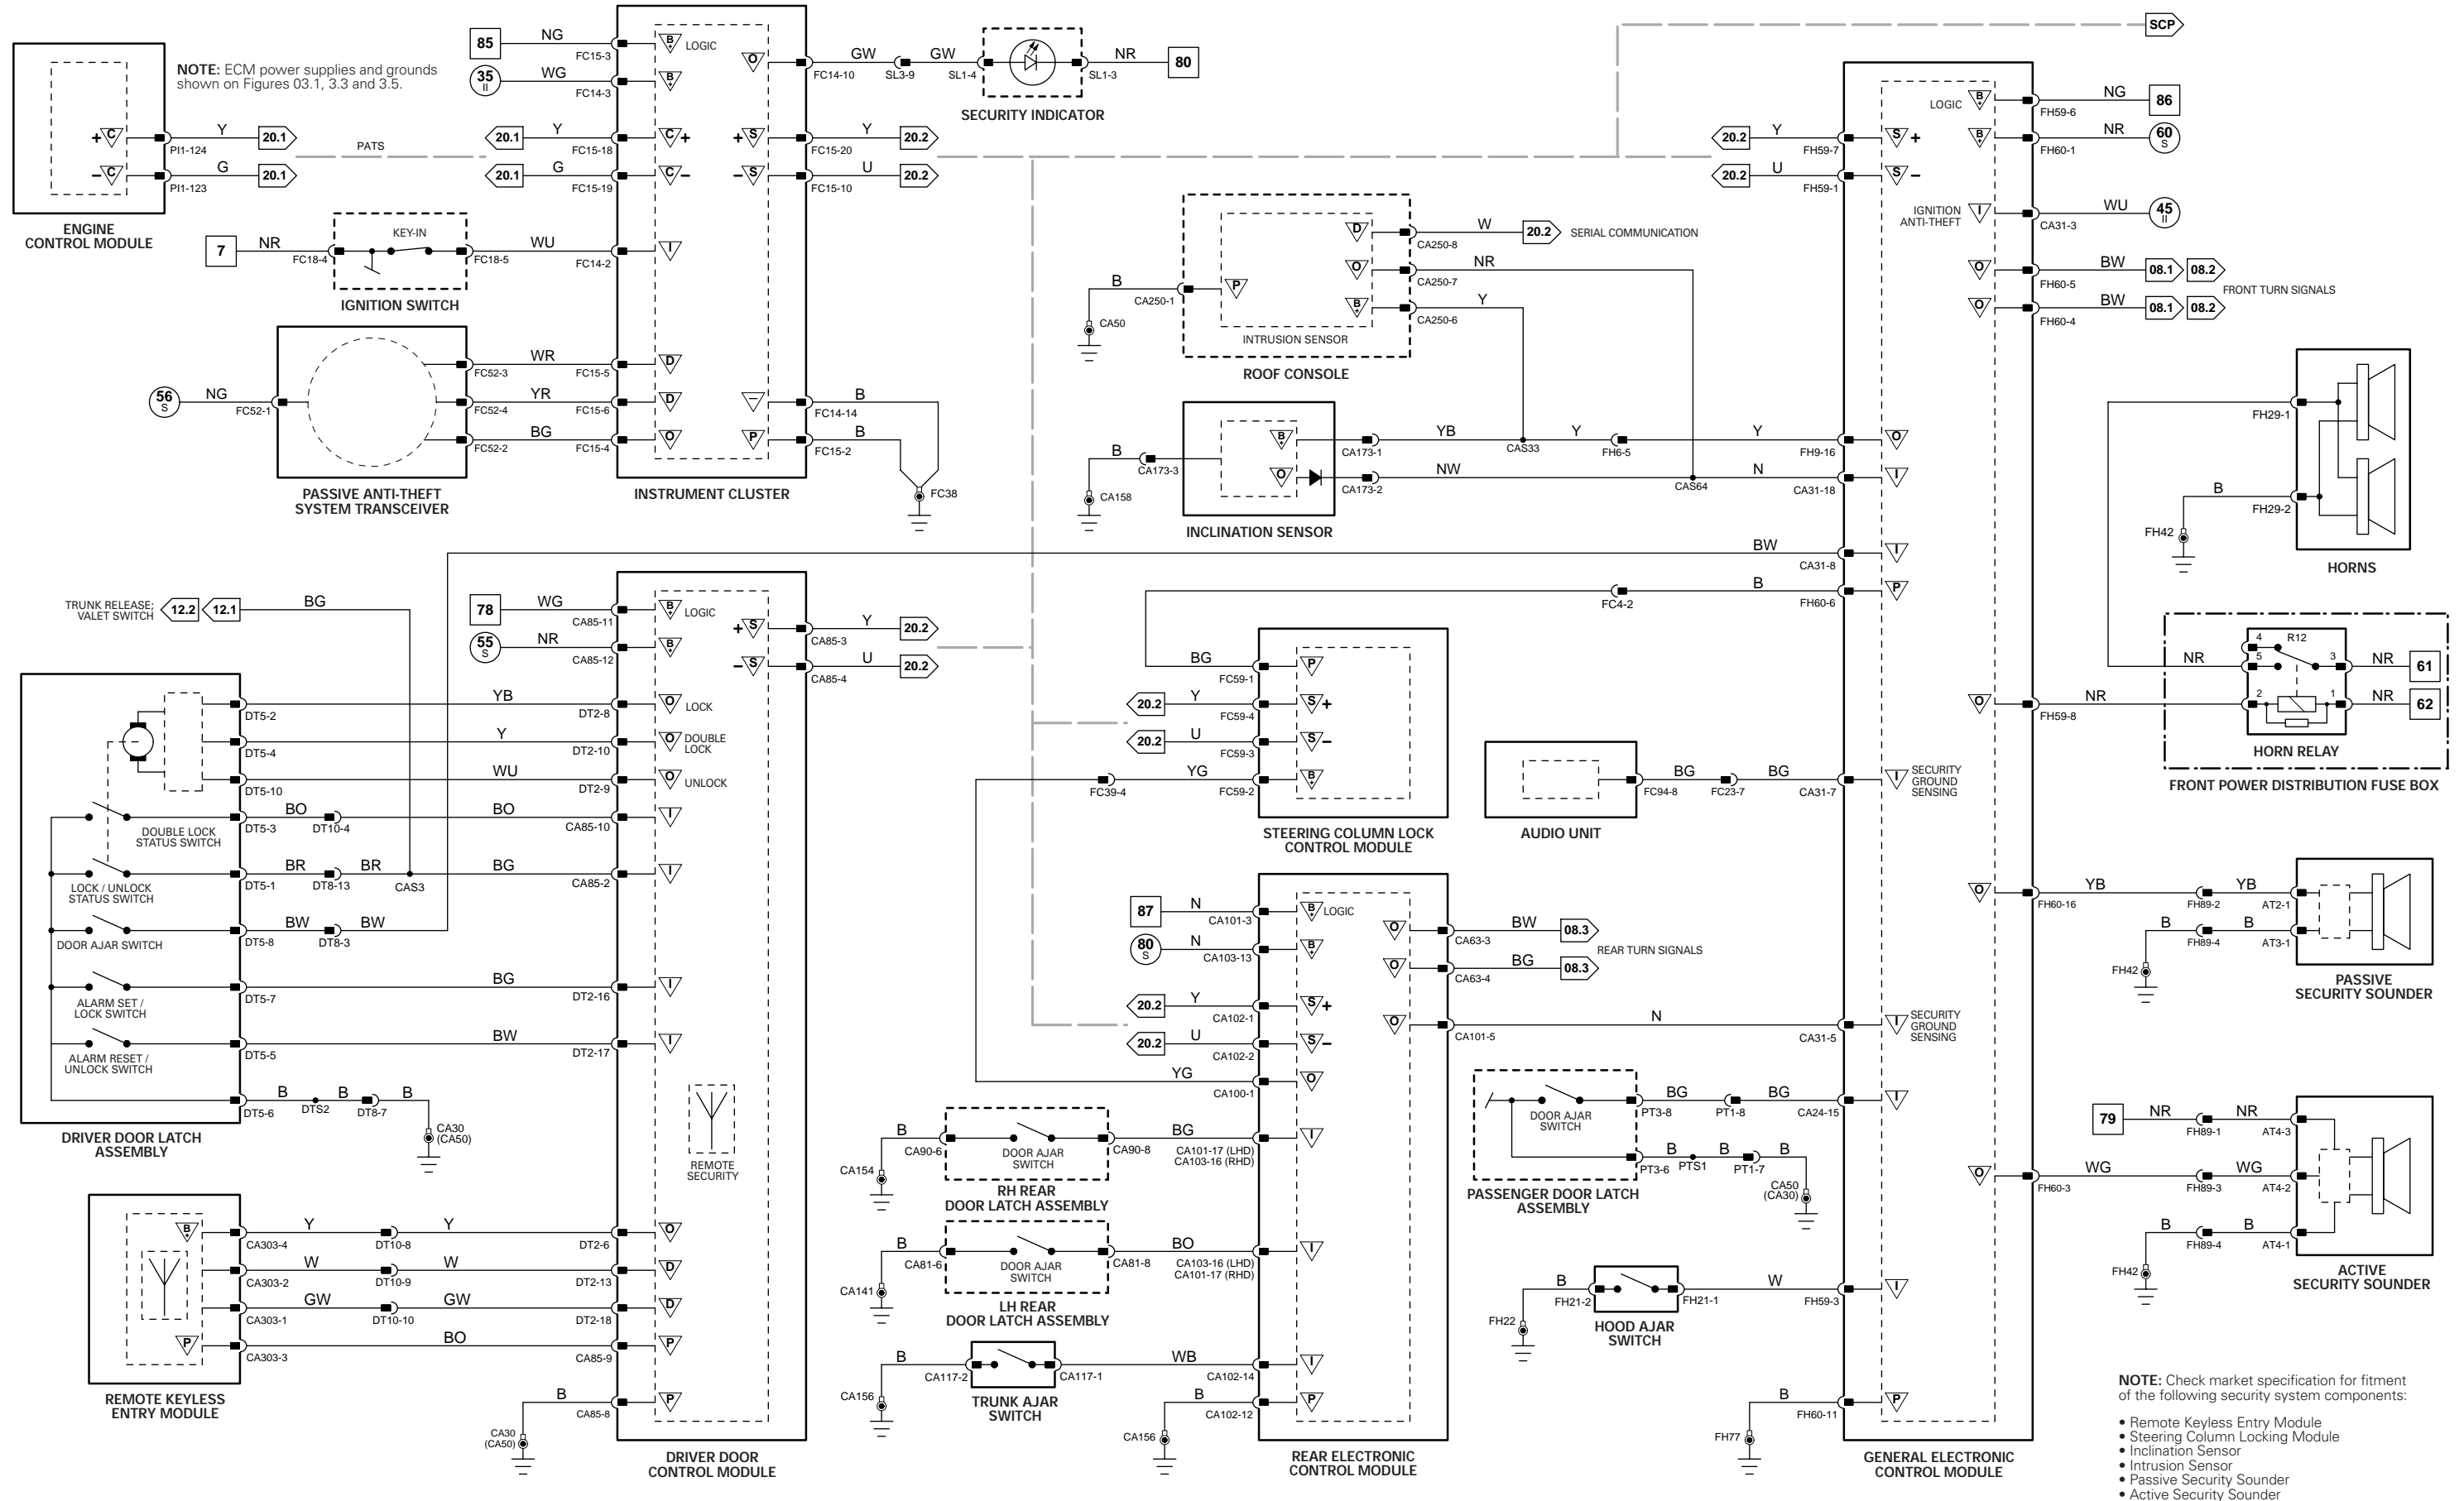 SCP
NOTE: ECM power supplies and grounds
shown on Figures 03.1, 3.3 and 3.5.
+ C Y 20.1
PI1-124
- C G 20.1
PI1-123
ENGINE
CONTROL MODULE
PATS
85 NG FC15-3 B+ LOGIC
35 II WG FC14-3 B+
20.1 Y FC15-18 C +
20.1 G FC15-19 C -
7 NR FC18-4 KEY-IN FC18-5 WU FC14-2 I
IGNITION SWITCH
56 S NG FC52-1
FC52-3 WR FC15-5 D
FC52-4 YR FC15-6 D
FC52-2 BG FC15-4 O
PASSIVE ANTI-THEFT
SYSTEM TRANSCEIVER
O FC14-10 GW SL3-9 GW SL1-4 SL1-3 NR 80
SECURITY INDICATOR
+ S FC15-20 Y 20.2
- S FC15-10 U 20.2
– FC14-14 B
P FC15-2 B
FC38
INSTRUMENT CLUSTER
TRUNK RELEASE;
VALET SWITCH
12.2 12.1 BG
78 WG CA85-11 B+ LOGIC
55 S NR CA85-12 B+
+ S CA85-3 Y 20.2
- S CA85-4 U 20.2
DT5-2 YB DT2-8 O LOCK
DT5-4 Y DT2-10 O DOUBLE
LOCK
DT5-10 WU DT2-9 O UNLOCK
DOUBLE LOCK
STATUS SWITCH
DT5-3 BO DT10-4 BO CA85-10 I
LOCK / UNLOCK
STATUS SWITCH
DT5-1 BR DT8-13 BR CAS3 BG CA85-2 I
DOOR AJAR SWITCH
DT5-8 BW DT8-3 BW
ALARM SET /
LOCK SWITCH
DT5-7 BG DT2-16 I
ALARM RESET /
UNLOCK SWITCH
DT5-5 BW DT2-17 I
DT5-6 B DTS2 B DT8-7 B
CA30
(CA50)
DRIVER DOOR LATCH
ASSEMBLY
REMOTE
SECURITY
B+ CA303-4 Y DT10-8 Y DT2-6 O
CA303-2 W DT10-9 W DT2-13 D
CA303-1 GW DT10-10 GW DT2-18 D
P CA303-3 BO CA85-9 P
B CA85-8 P
CA30
(CA50)
REMOTE KEYLESS
ENTRY MODULE
DRIVER DOOR
CONTROL MODULE
D CA250-8 W 20.2 SERIAL COMMUNICATION
O CA250-7 NR
B+ CA250-6 Y
B CA250-1 P
CA50
INTRUSION SENSOR
ROOF CONSOLE
B+ CA173-1 YB CAS33 Y FH6-5 Y FH9-16 O
O CA173-2 NW CAS64 N CA31-18 I
B CA173-3
CA158
INCLINATION SENSOR
BW CA31-8 I
FC4-2 B FH60-6 P
BG FC59-1 P
20.2 Y FC59-4 S +
20.2 U FC59-3 S -
FC39-4 YG FC59-2 B+
STEERING COLUMN LOCK
CONTROL MODULE
FC94-8 BG FC23-7 BG CA31-7 I SECURITY
GROUND
SENSING
AUDIO UNIT
87 N CA101-3 B+ LOGIC
80 S N CA103-13 B+
20.2 Y CA102-1 S +
20.2 U CA102-2 S -
YG CA100-1 O
O CA63-3 BW 08.3
REAR TURN SIGNALS
O CA63-4 BG 08.3
O CA101-5 N CA31-5 I SECURITY
GROUND
SENSING
B CA90-6 DOOR AJAR
SWITCH CA90-8 BG CA101-17 (LHD)
CA103-16 (RHD) I
CA154
RH REAR
DOOR LATCH ASSEMBLY
B CA81-6 DOOR AJAR
SWITCH CA81-8 BO CA103-16 (LHD)
CA101-17 (RHD) I
CA141
LH REAR
DOOR LATCH ASSEMBLY
B CA117-2 CA117-1 WB CA102-14 I
CA156
TRUNK AJAR
SWITCH
B CA102-12 P
CA156
REAR ELECTRONIC
CONTROL MODULE
DOOR AJAR
SWITCH
PT3-8 BG PT1-8 BG CA24-15 I
PT3-6 B PTS1 B PT1-7 B
CA50
(CA30)
PASSENGER DOOR LATCH
ASSEMBLY
B FH21-2 FH21-1 W FH59-3 I
FH22
HOOD AJAR
SWITCH
B FH60-11 P
FH77
GENERAL ELECTRONIC
CONTROL MODULE
20.2 Y FH59-7 S +
20.2 U FH59-1 S -
LOGIC B+ FH59-6 NG 86
B+ FH60-1 NR 60 S
IGNITION
ANTI-THEFT
I CA31-3 WU 45 II
O FH60-5 BW 08.1 08.2
FRONT TURN SIGNALS
O FH60-4 BW 08.1 08.2
FH29-1
B FH29-2
FH42
HORNS
R12
4
5 3
2 1
NR NR 61
O FH59-8 NR NR 62
HORN RELAY
FRONT POWER DISTRIBUTION FUSE BOX
O FH60-16 YB FH89-2 YB AT2-1
B FH89-4 B AT3-1
FH42
PASSIVE
SECURITY SOUNDER
79 NR FH89-1 NR AT4-3
O FH60-3 WG FH89-3 WG AT4-2
B FH89-4 B AT4-1
FH42
ACTIVE
SECURITY SOUNDER
NOTE: Check market specification for fitment
of the following security system components:
• Remote Keyless Entry Module
• Steering Column Locking Module
• Inclination Sensor
• Intrusion Sensor
• Passive Security Sounder
• Active Security Sounder